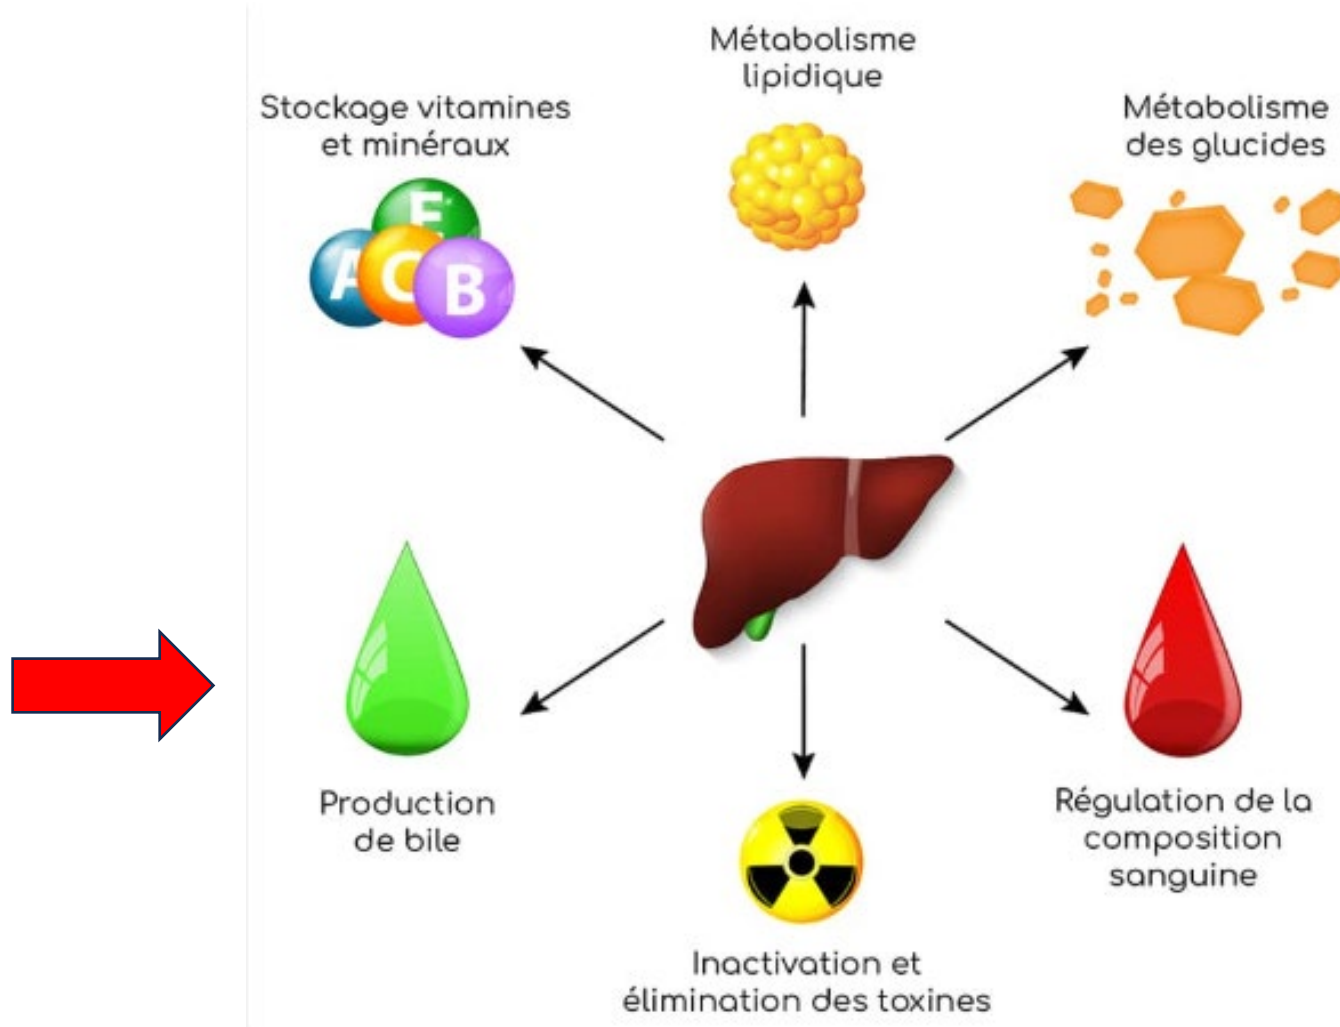 Métabolisme
lipidique
Stockage vitamines
et minéraux
Métabolisme
des glucides
E
A
C
B
Production
de bile
Régulation de la
composition
sanguine
Inactivation et
élimination des toxines